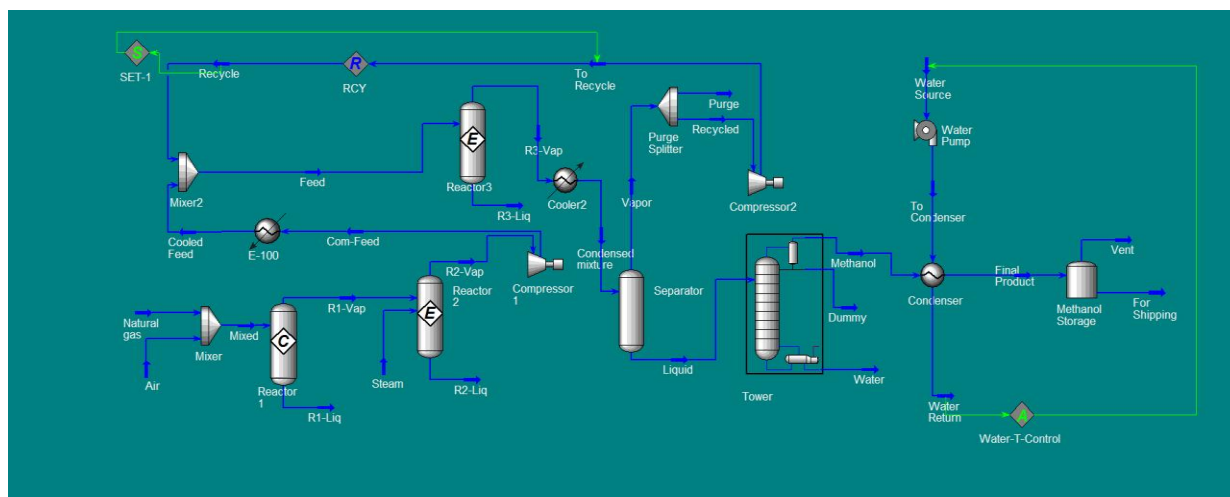 S
SET-1
Recycle
R
RCY
To
Recycle
Purge
Recycled
Purge
Splitter
Compressor2
Water
Source
Water
Pump
Mixer2
Feed
E
Reactor3
R3-Vap
R3-Liq
Cooler2
Vapor
Cooled
Feed
E-100
Com-Feed
R2-Vap
Compressor
1
Condensed
mixture
To
Condenser
Methanol
Final
Product
Vent
Condenser
Methanol
Storage
For
Shipping
Natural
gas
Mixed
Mixer
Air
R1-Vap
C
Reactor
1
R1-Liq
Steam
E
Reactor
2
R2-Liq
Separator
Liquid
Dummy
Water
Tower
Water
Return
A
Water-T-Control